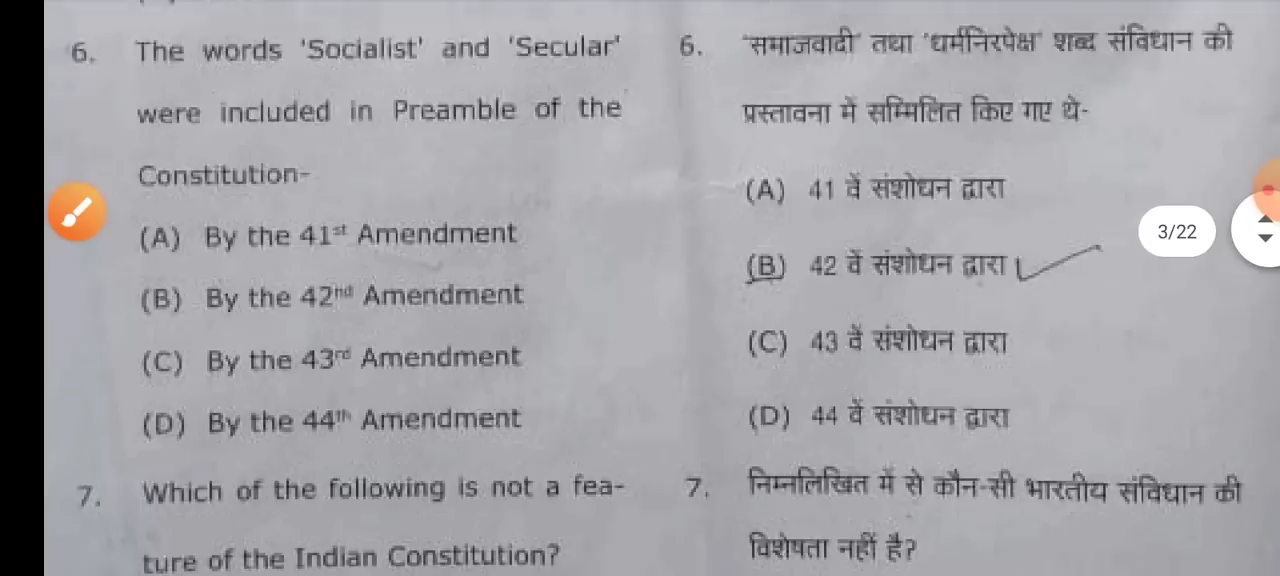 6. The words 'Socialist' and 'Secular'
were included in Preamble of the
Constitution-
(A) By the 41st Amendment
(B) By the 42nd Amendment
(C) By the 43rd Amendment
(D) By the 44th Amendment
7. Which of the following is not a fea-
ture of the Indian Constitution?
6. 'समाजवादी' तथा 'धर्मनिरपेक्ष' शब्द संविधान की
प्रस्तावना में सम्मिलित किए गए थे-
(A) 41 वें संशोधन द्वारा
(B) 42 वें संशोधन द्वारा
(C) 43 वें संशोधन द्वारा
(D) 44 वें संशोधन द्वारा
7. निम्नलिखित में से कौन-सी भारतीय संविधान की
विशेषता नहीं है?
3/22